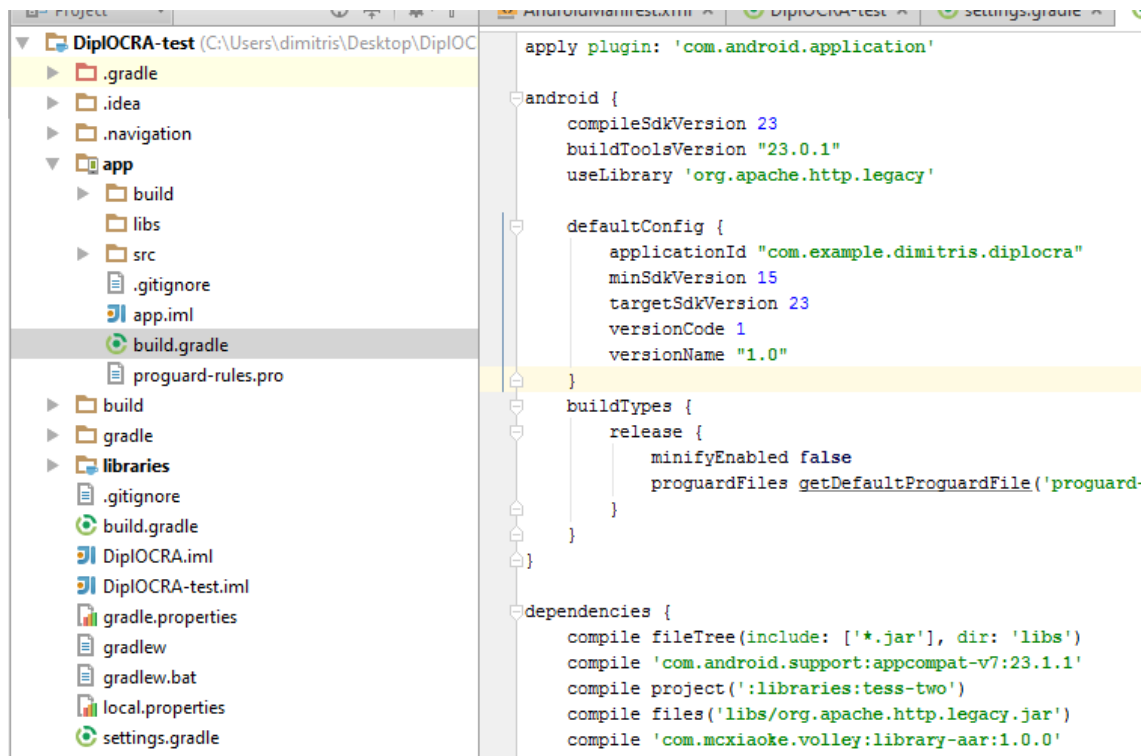 Project
AndroidManifest.xml × DiplOCRA-test × settings.gradle ×
DiplOCRA-test (C:\Users\dimitris\Desktop\DiplOC
.gradle
.idea
.navigation
app
build
libs
src
.gitignore
app.iml
build.gradle
proguard-rules.pro
build
gradle
libraries
.gitignore
build.gradle
DiplOCRA.iml
DiplOCRA-test.iml
gradle.properties
gradlew
gradlew.bat
local.properties
settings.gradle
apply plugin: 'com.android.application'
android {
compileSdkVersion 23
buildToolsVersion "23.0.1"
useLibrary 'org.apache.http.legacy'
defaultConfig {
applicationId "com.example.dimitris.diplocra"
minSdkVersion 15
targetSdkVersion 23
versionCode 1
versionName "1.0"
}
buildTypes {
release {
minifyEnabled false
proguardFiles getDefaultProguardFile('proguard-
}
}
}
dependencies {
compile fileTree(include: ['*.jar'], dir: 'libs')
compile 'com.android.support:appcompat-v7:23.1.1'
compile project(':libraries:tess-two')
compile files('libs/org.apache.http.legacy.jar')
compile 'com.mcxiaoke.volley:library-aar:1.0.0'